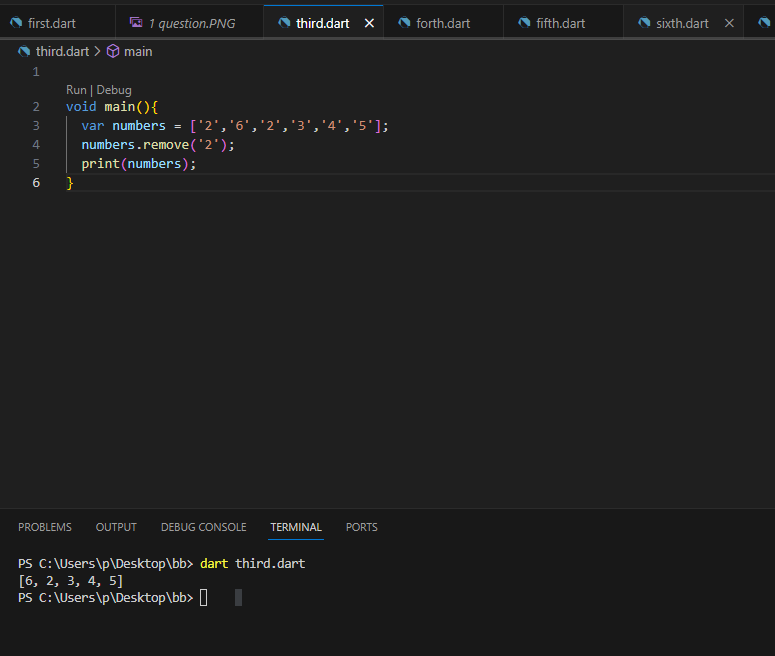 first.dart 1 question.PNG third.dart × forth.dart fifth.dart sixth.dart ×
third.dart > main
1
Run | Debug
2 void main(){
3 var numbers = ['2','6','2','3','4','5'];
4 numbers.remove('2');
5 print(numbers);
6 }
PROBLEMS OUTPUT DEBUG CONSOLE TERMINAL PORTS
PS C:\Users\p\Desktop\bb> dart third.dart
[6, 2, 3, 4, 5]
PS C:\Users\p\Desktop\bb>